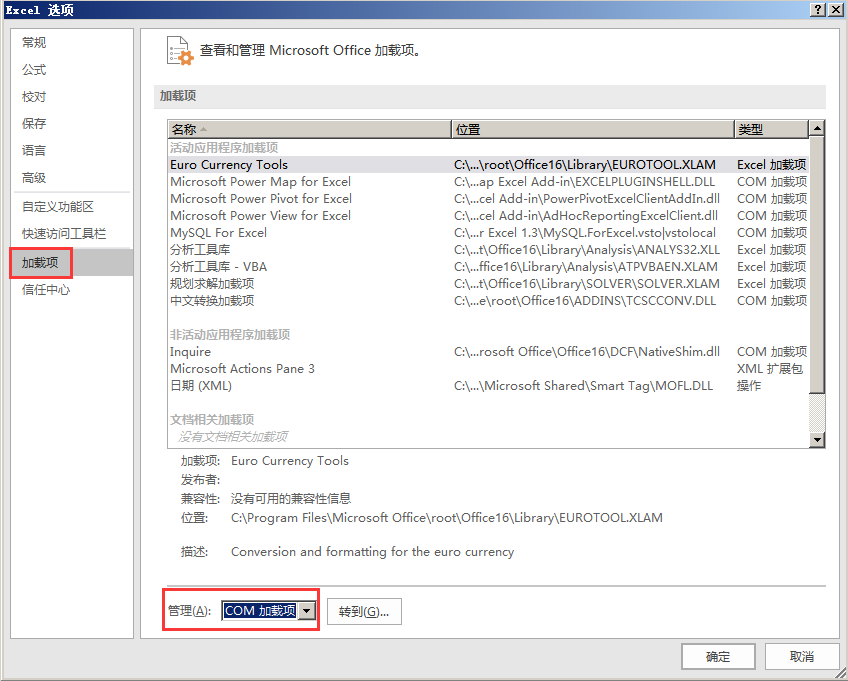 Excel 选项
常规
公式
校对
保存
语言
高级
自定义功能区
快速访问工具栏
加载项
信任中心
查看和管理 Microsoft Office 加载项。
加载项
名称 位置 类型
活动应用程序加载项
Euro Currency Tools C:\...\root\Office16\Library\EUROTOOL.XLAM Excel 加载项
Microsoft Power Map for Excel C:\...ap Excel Add-in\EXCELPLUGINSHELL.DLL COM 加载项
Microsoft Power Pivot for Excel C:\...cel Add-in\PowerPivotExcelClientAddIn.dll COM 加载项
Microsoft Power View for Excel C:\...cel Add-in\AdHocReportingExcelClient.dll COM 加载项
MySQL For Excel C:\...r Excel 1.3\MySQL.ForExcel.vsto|vstolocal COM 加载项
分析工具库 C:\...t\Office16\Library\Analysis\ANALYS32.XLL Excel 加载项
分析工具库 - VBA C:\...ffice16\Library\Analysis\ATPVBAEN.XLAM Excel 加载项
规划求解加载项 C:\...t\Office16\Library\SOLVER\SOLVER.XLAM Excel 加载项
中文转换加载项 C:\...e\root\Office16\ADDINS\TCSCCONV.DLL COM 加载项
非活动应用程序加载项
Inquire C:\...rosoft Office\Office16\DCF\NativeShim.dll COM 加载项
Microsoft Actions Pane 3 XML 扩展包
日期 (XML) C:\...\Microsoft Shared\Smart Tag\MOFL.DLL 操作
文档相关加载项
没有文档相关加载项
加载项: Euro Currency Tools
发布者:
兼容性: 没有可用的兼容性信息
位置: C:\Program Files\Microsoft Office\root\Office16\Library\EUROTOOL.XLAM
描述: Conversion and formatting for the euro currency
管理(A): COM 加载项 转到(G)...
确定 取消